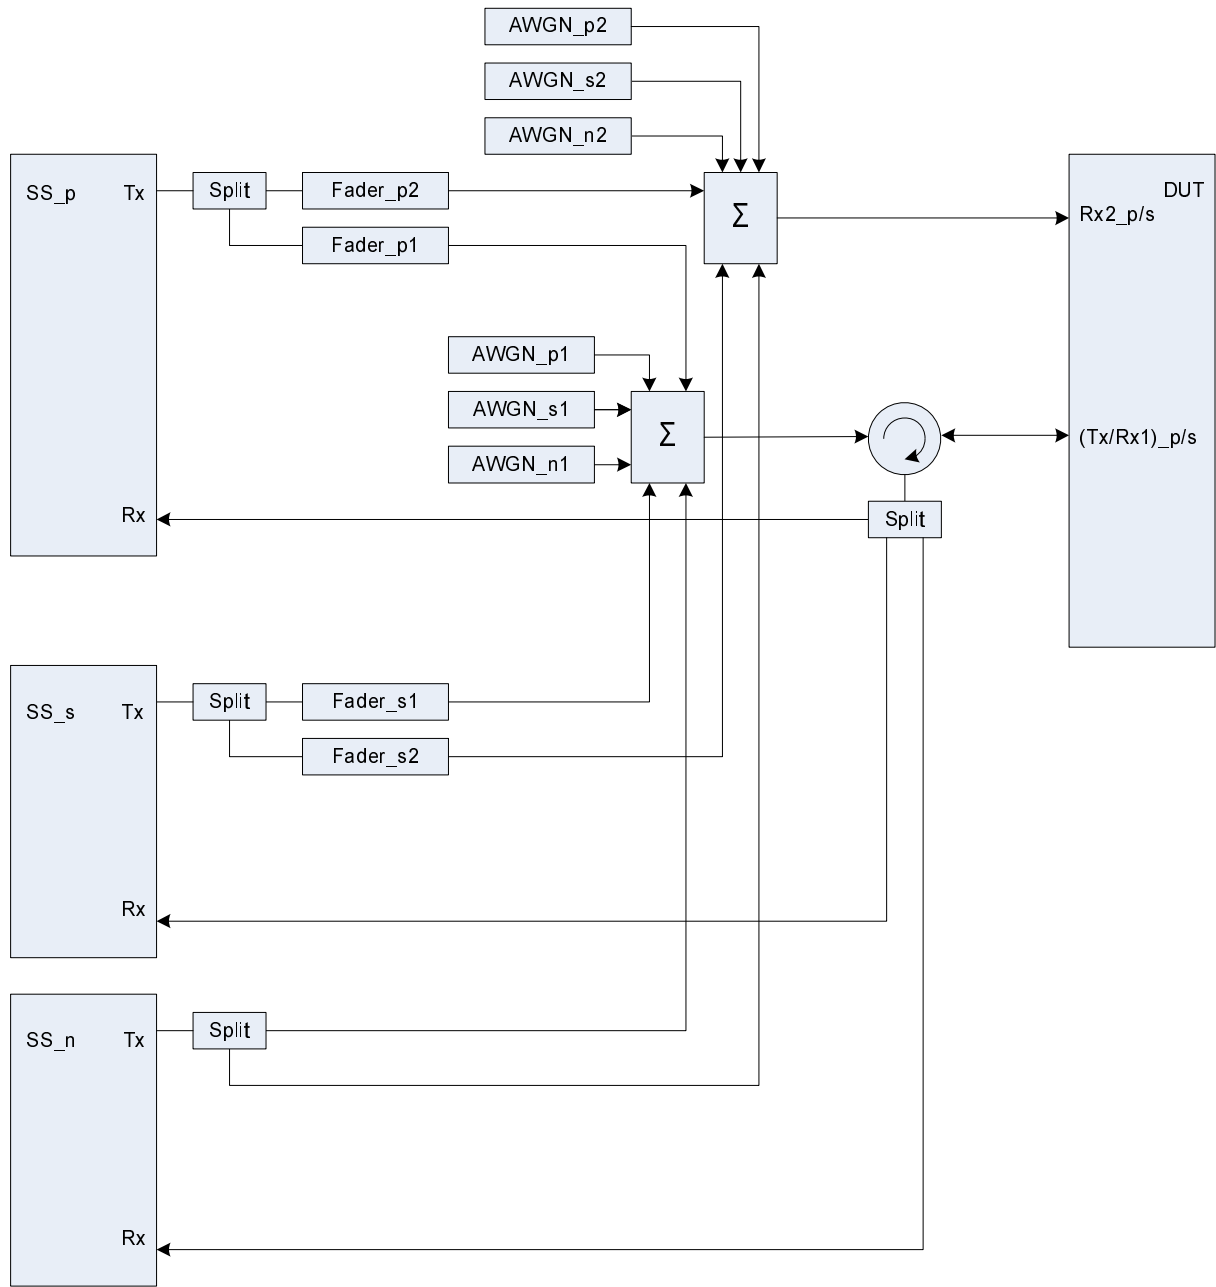 AWGN_p2
AWGN_s2
AWGN_n2
SS_p Tx
Split
Fader_p2
Fader_p1
Σ
DUT
Rx2_p/s
AWGN_p1
AWGN_s1
AWGN_n1
Σ
(Tx/Rx1)_p/s
Rx
Split
SS_s Tx
Split
Fader_s1
Fader_s2
Rx
SS_n Tx
Split
Rx